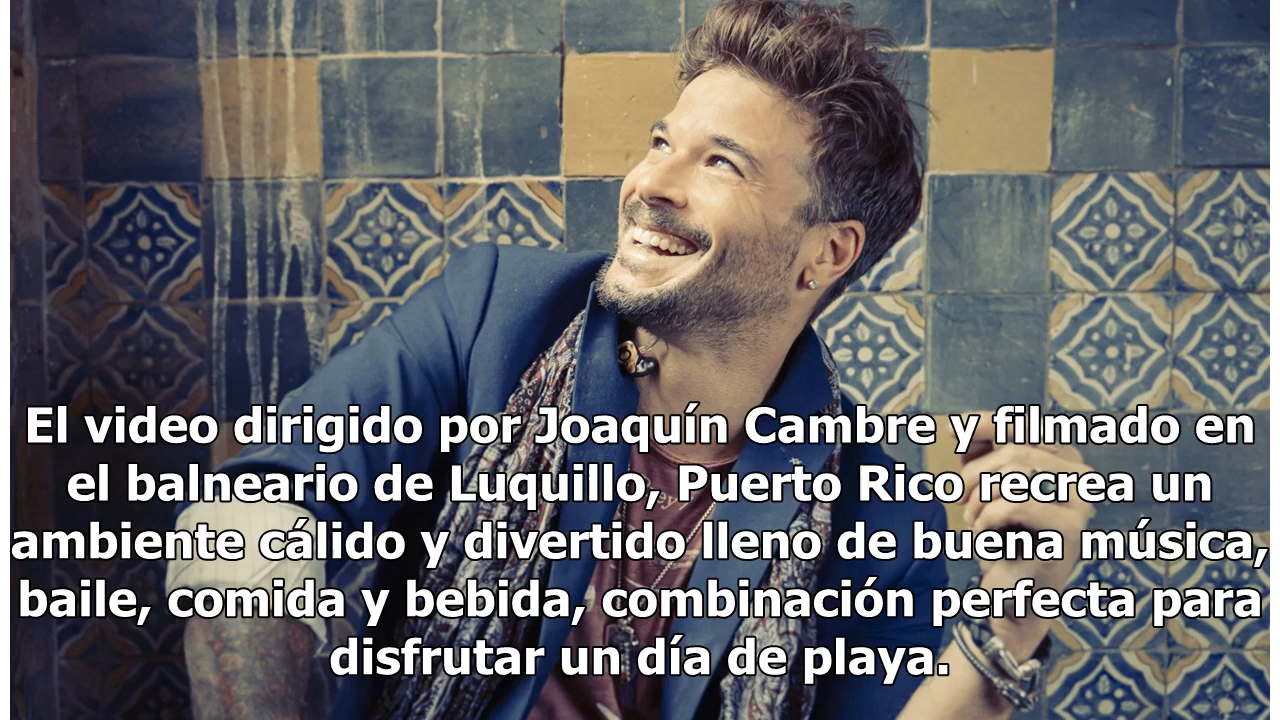 El video dirigido por Joaquín Cambre y filmado en
el balneario de Luquillo, Puerto Rico recrea un
ambiente cálido y divertido lleno de buena música,
baile, comida y bebida, combinación perfecta para
disfrutar un día de playa.